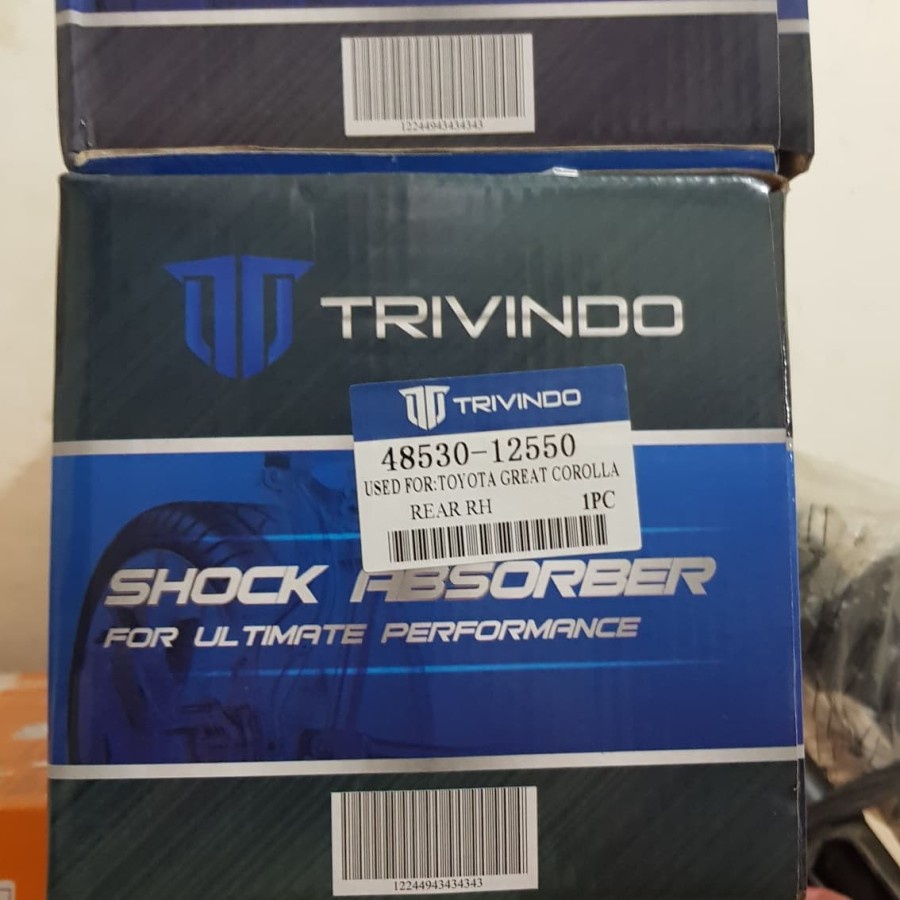 12244943434343
TRIVINDO
TRIVINDO
48530-12550
USED FOR:TOYOTA GREAT COROLLA
REAR RH 1PC
SHOCK ABSORBER
FOR ULTIMATE PERFORMANCE
12244943434343